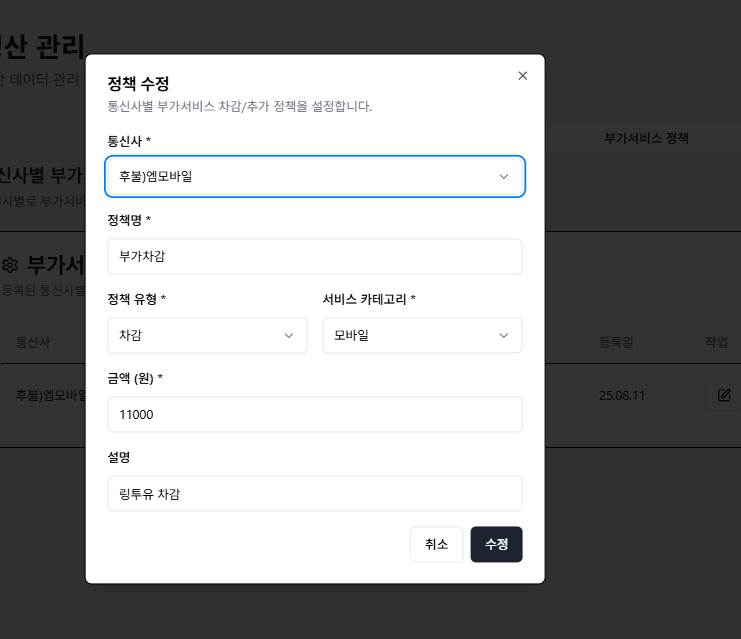 산 관리
산 데이터 관리
부가서비스 정책
신사별 부가
신사별로 부가서비
부가서
등록된 통신사별
통신사
등록일
작업
후불)엠모바일
25.08.11
정책 수정
통신사별 부가서비스 차감/추가 정책을 설정합니다.
통신사 *
후불)엠모바일
정책명 *
부가차감
정책 유형 *
서비스 카테고리 *
차감
모바일
금액 (원) *
11000
설명
링투유 차감
취소
수정